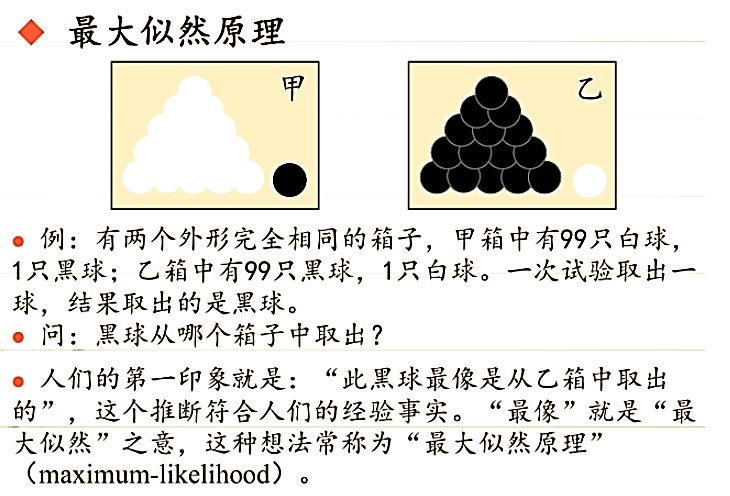 最大似然原理
甲
乙
例：有两个外形完全相同的箱子，甲箱中有99只白球，
1只黑球；乙箱中有99只黑球，1只白球。一次试验取出一
球，结果取出的是黑球。
问：黑球从哪个箱子中取出？
人们的第一印象就是：“此黑球最像是从乙箱中取出
的”，这个推断符合人们的经验事实。“最像”就是“最
大似然”之意，这种想法常称为“最大似然原理”
（maximum-likelihood）。